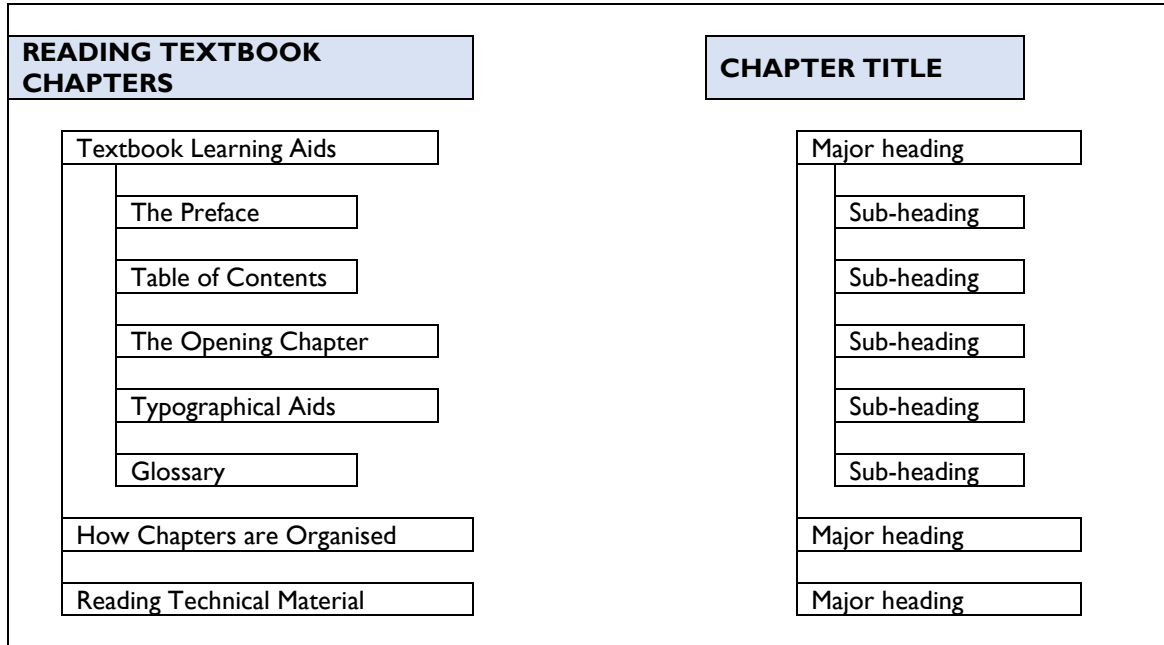 READING TEXTBOOK
CHAPTERS
Textbook Learning Aids
The Preface
Table of Contents
The Opening Chapter
Typographical Aids
Glossary
How Chapters are Organised
Reading Technical Material
CHAPTER TITLE
Major heading
Sub-heading
Sub-heading
Sub-heading
Sub-heading
Sub-heading
Major heading
Major heading